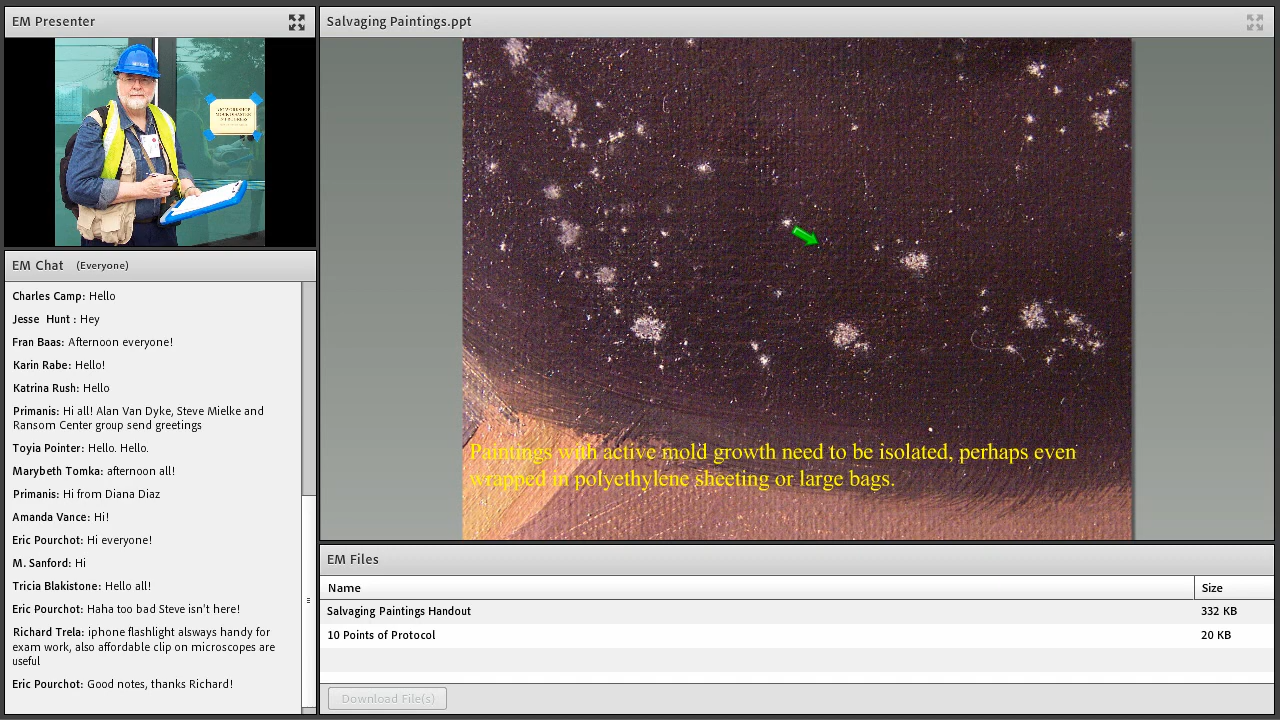 EM Presenter
Salvaging Paintings.ppt
EM Chat (Everyone)
Charles Camp: Hello
Jesse Hunt : Hey
Fran Baas: Afternoon everyone!
Karin Rabe: Hello!
Katrina Rush: Hello
Primanis: Hi all! Alan Van Dyke, Steve Mielke and
Ransom Center group send greetings
Toyia Pointer: Hello. Hello.
Marybeth Tomka: afternoon all!
Primanis: Hi from Diana Diaz
Amanda Vance: Hi!
Eric Pourchot: Hi everyone!
M. Sanford: Hi
Tricia Blakistone: Hello all!
Eric Pourchot: Haha too bad Steve isn't here!
Richard Trela: iphone flashlight alsways handy for
exam work, also affordable clip on microscopes are
useful
Eric Pourchot: Good notes, thanks Richard!
Paintings with active mold growth need to be isolated, perhaps even
wrapped in polyethylene sheeting or large bags.
EM Files
Name Size
Salvaging Paintings Handout 332 KB
10 Points of Protocol 20 KB
Download File(s)